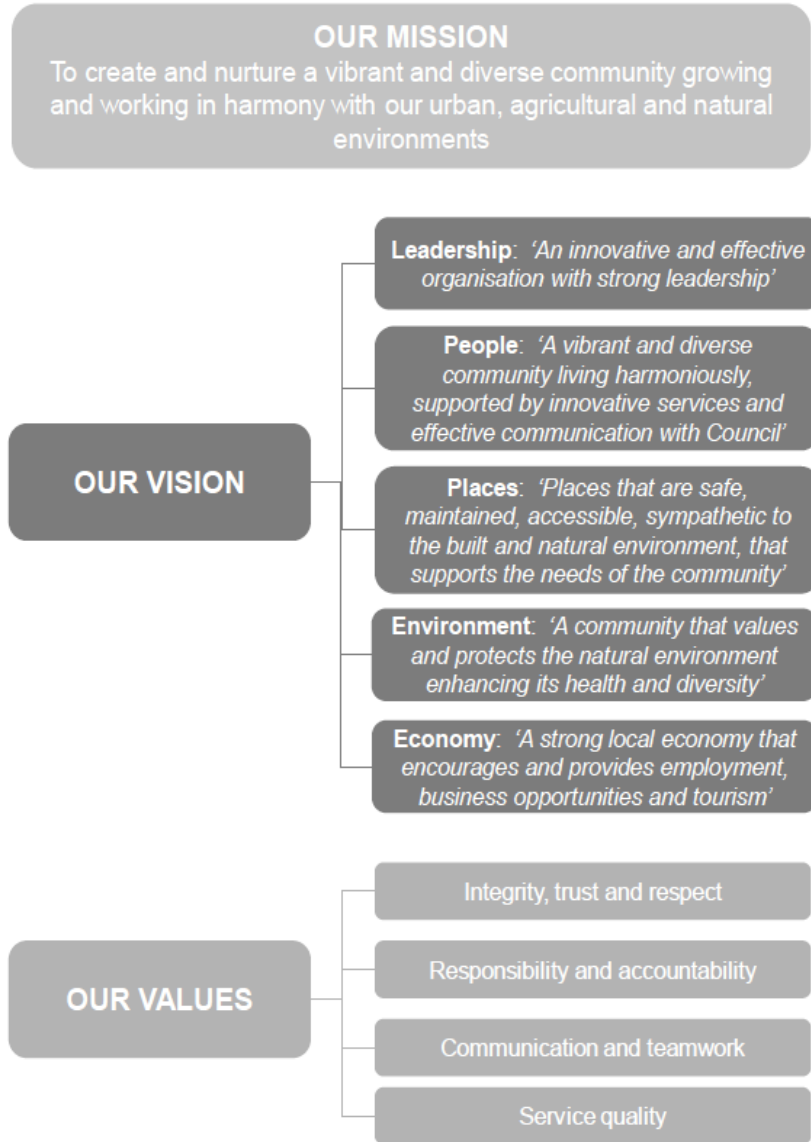 OUR MISSION
To create and nurture a vibrant and diverse community growing
and working in harmony with our urban, agricultural and natural
environments
OUR VISION
Leadership:  ‘An innovative and effective
organisation with strong leadership’
People:  ‘A vibrant and diverse
community living harmoniously,
supported by innovative services and
effective communication with Council’
Places:  ‘Places that are safe,
maintained, accessible, sympathetic to
the built and natural environment, that
supports the needs of the community’
Environment:  ‘A community that values
and protects the natural environment
enhancing its health and diversity’
Economy:  ‘A strong local economy that
encourages and provides employment,
business opportunities and tourism’
OUR VALUES
Integrity, trust and respect
Responsibility and accountability
Communication and teamwork
Service quality